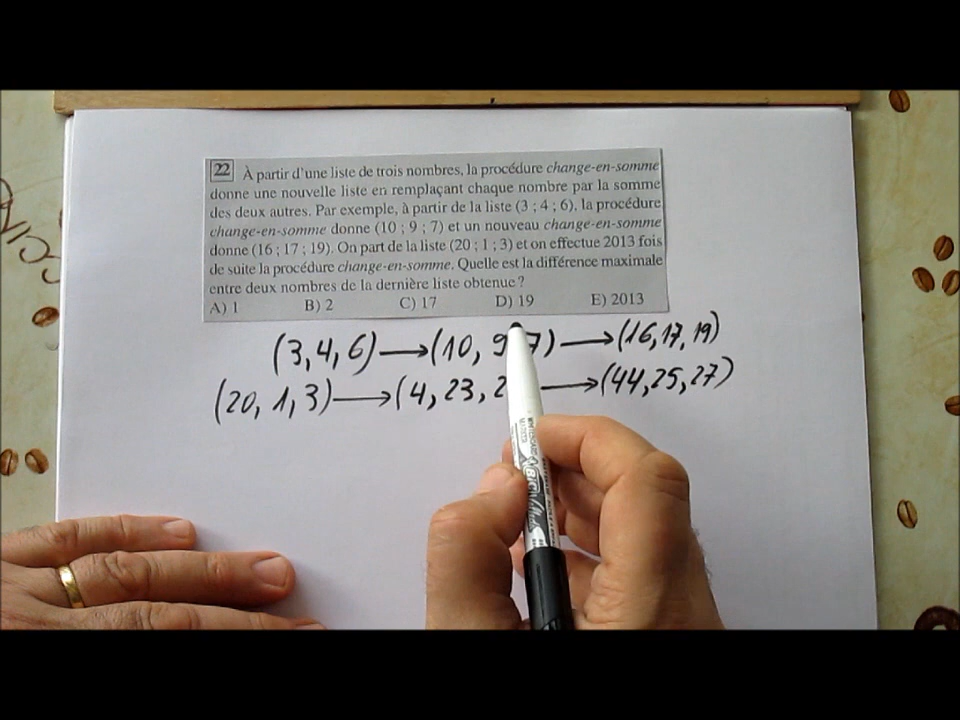 22 À partir d'une liste de trois nombres, la procédure change-en-somme
donne une nouvelle liste en remplaçant chaque nombre par la somme
des deux autres. Par exemple, à partir de la liste (3 ; 4 ; 6), la procédure
change-en-somme donne (10 ; 9 ; 7) et un nouveau change-en-somme
donne (16 ; 17 ; 19). On part de la liste (20 ; 1 ; 3) et on effectue 2013 fois
de suite la procédure change-en-somme. Quelle est la différence maximale
entre deux nombres de la dernière liste obtenue ?
A) 1 B) 2 C) 17 D) 19 E) 2013
(3, 4, 6) → (10, 9 7) → (16, 17, 19)
(20, 1, 3) → (4, 23, 2 → (44, 25, 27)